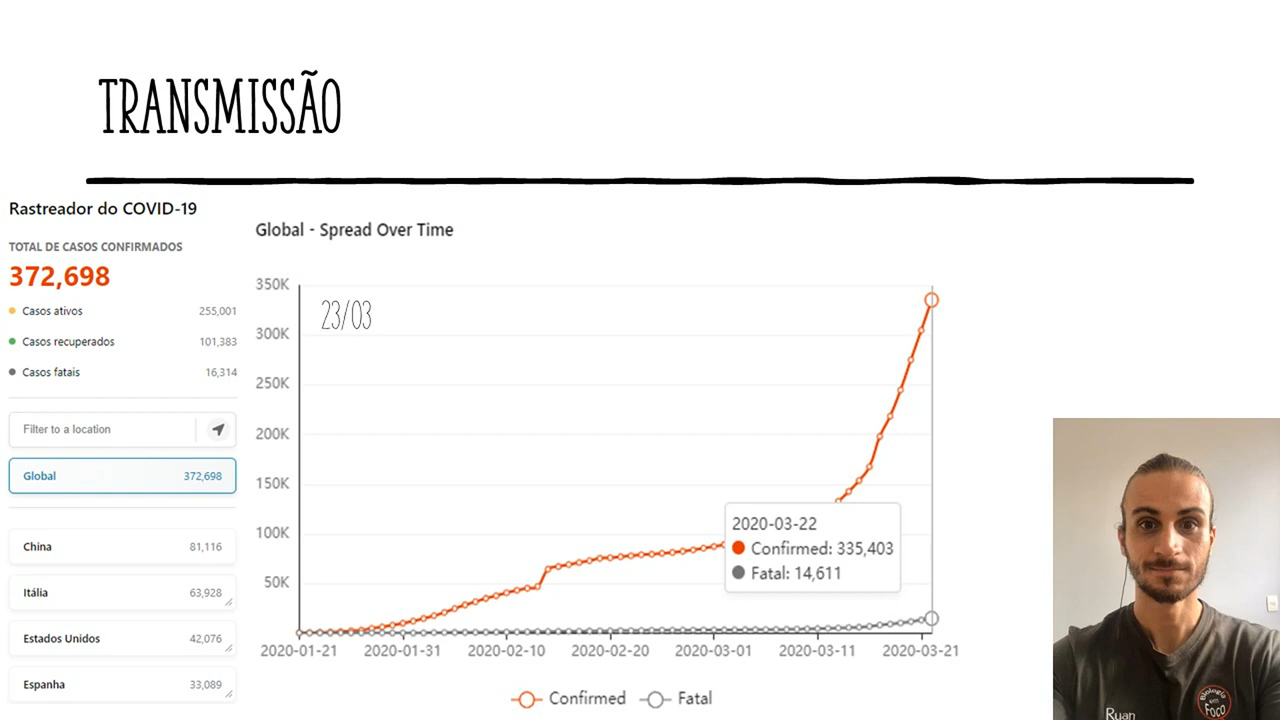 TRANSMISSÃO
Rastreador do COVID-19
TOTAL DE CASOS CONFIRMADOS
372,698
Casos ativos 255,001
Casos recuperados 101,383
Casos fatais 16,314
Filter to a location
Global 372,698
China 81,116
Itália 63,928
Estados Unidos 42,076
Espanha 33,089
Global - Spread Over Time
23/03
350K
300K
250K
200K
150K
100K
50K
2020-03-22
Confirmed: 335,403
Fatal: 14,611
2020-01-21 2020-01-31 2020-02-10 2020-02-20 2020-03-01 2020-03-11 2020-03-21
Confirmed Fatal
Biologia
em
Foco
Ruan